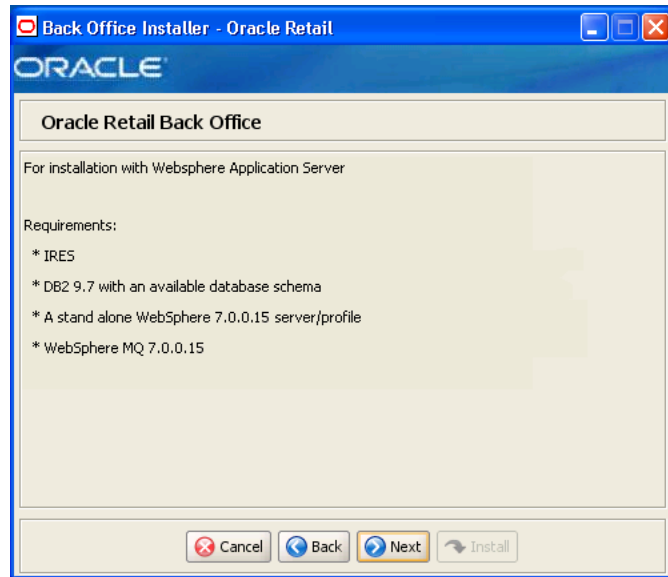 Back Office Installer - Oracle Retail
ORACLE
Oracle Retail Back Office
For installation with Websphere Application Server
Requirements:
* IRES
* DB2 9.7 with an available database schema
* A stand alone WebSphere 7.0.0.15 server/profile
* WebSphere MQ 7.0.0.15
Cancel Back Next Install